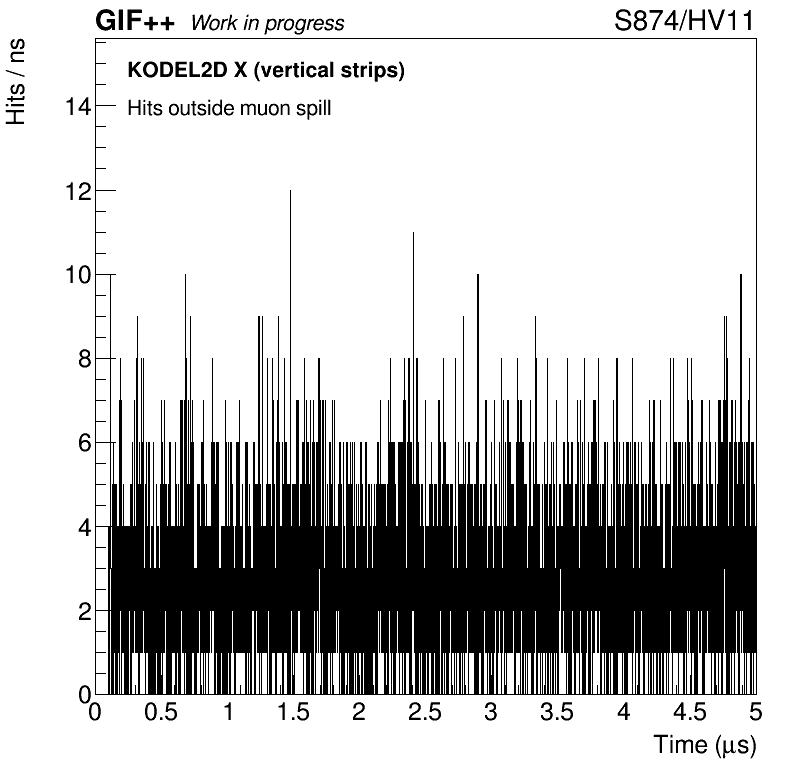 GIF++ Work in progress S874/HV11
Hits / ns
KODEL2D X (vertical strips)
Hits outside muon spill
14
12
10
8
6
4
2
0
0 0.5 1 1.5 2 2.5 3 3.5 4 4.5 5
Time (μs)